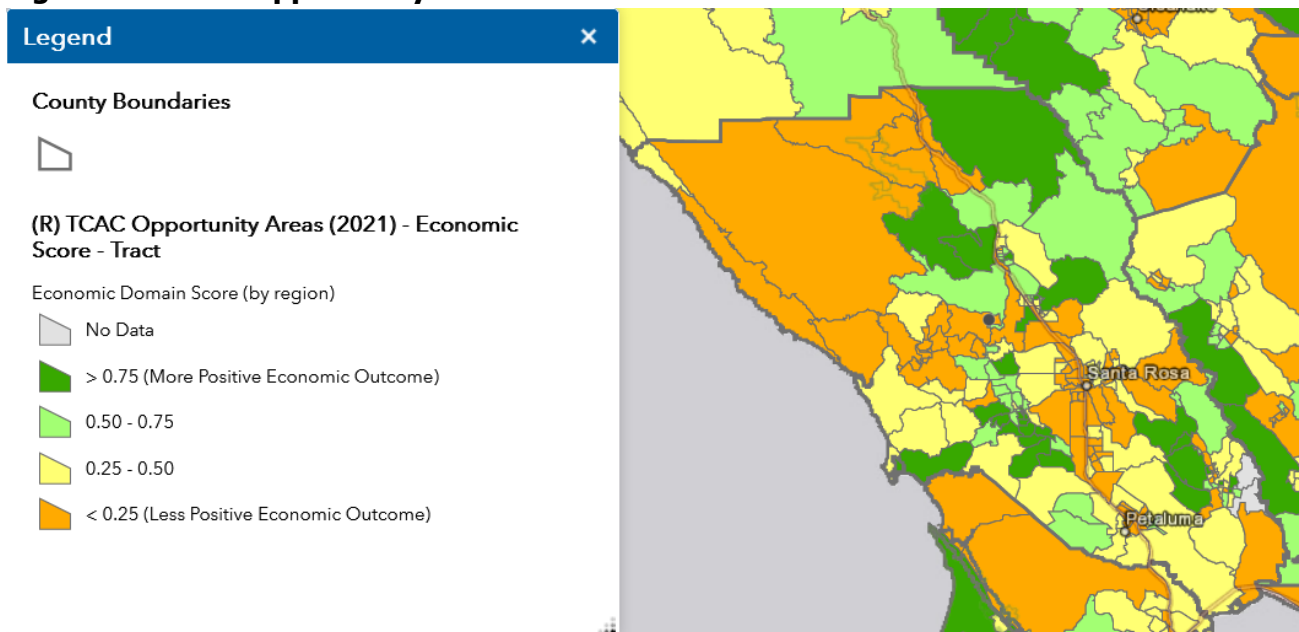 Legend
×
County Boundaries
(R) TCAC Opportunity Areas (2021) - Economic
Score - Tract
Economic Domain Score (by region)
No Data
> 0.75 (More Positive Economic Outcome)
0.50 - 0.75
0.25 - 0.50
< 0.25 (Less Positive Economic Outcome)
Santa Rosa
Petaluma